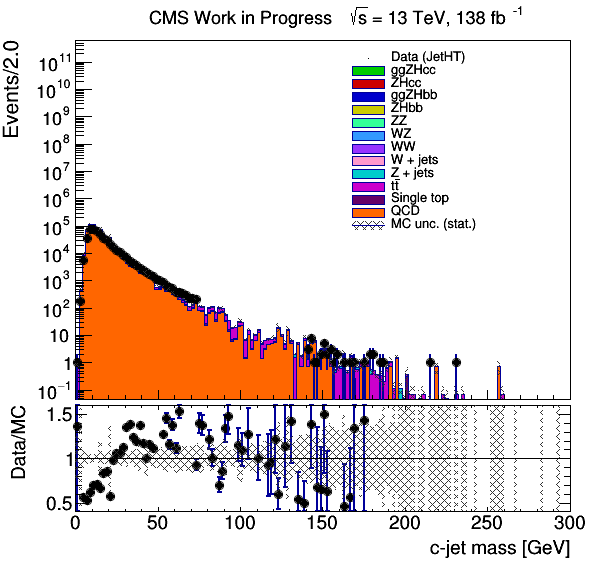 CMS Work in Progress √s = 13 TeV, 138 fb⁻¹
Events/2.0
10¹¹
10¹⁰
10⁹
10⁸
10⁷
10⁶
10⁵
10⁴
10³
10²
10
1
10⁻¹
Data (JetHT)
ggZHcc
ZHcc
ggZHbb
ZHbb
ZZ
WZ
WW
W + jets
Z + jets
tt̄
Single top
QCD
MC unc. (stat.)
Data/MC
1.5
1
0.5
0 50 100 150 200 250 300
c-jet mass [GeV]